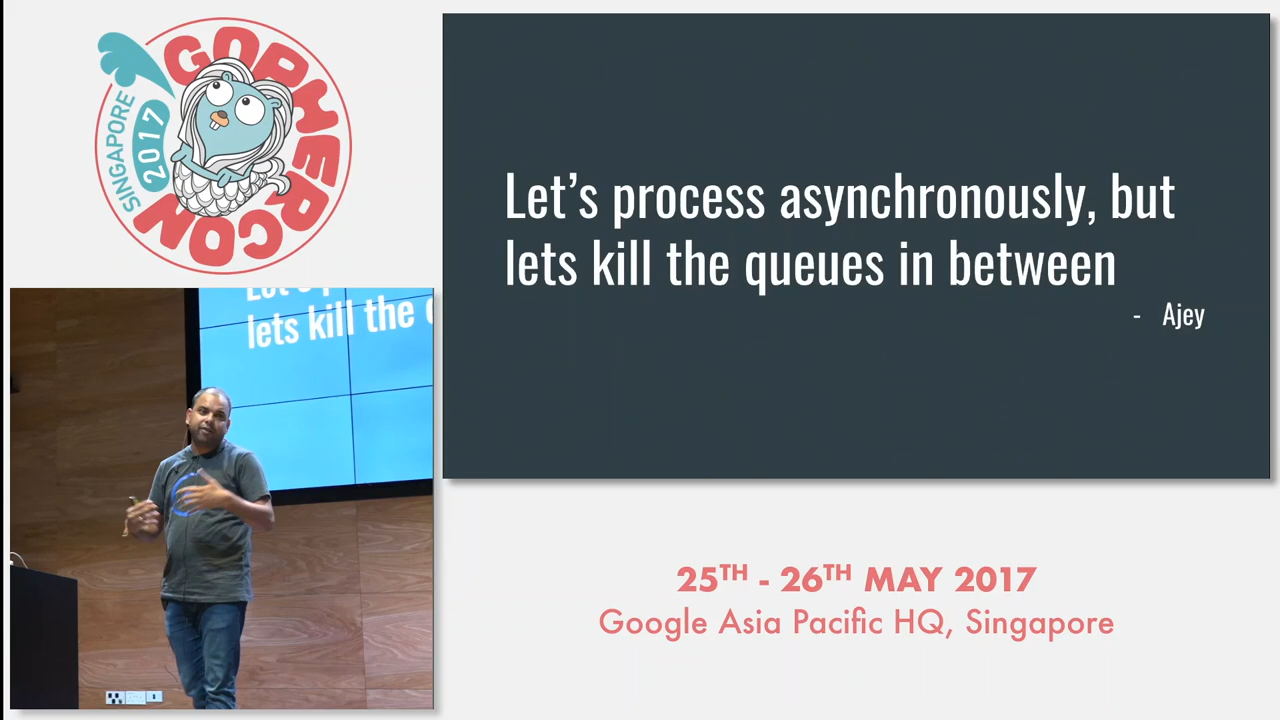 GOPHERCON
SINGAPORE
2017
Let's process asynchronously, but
lets kill the queues in between
- Ajey
lets kill the
25TH - 26TH MAY 2017
Google Asia Pacific HQ, Singapore